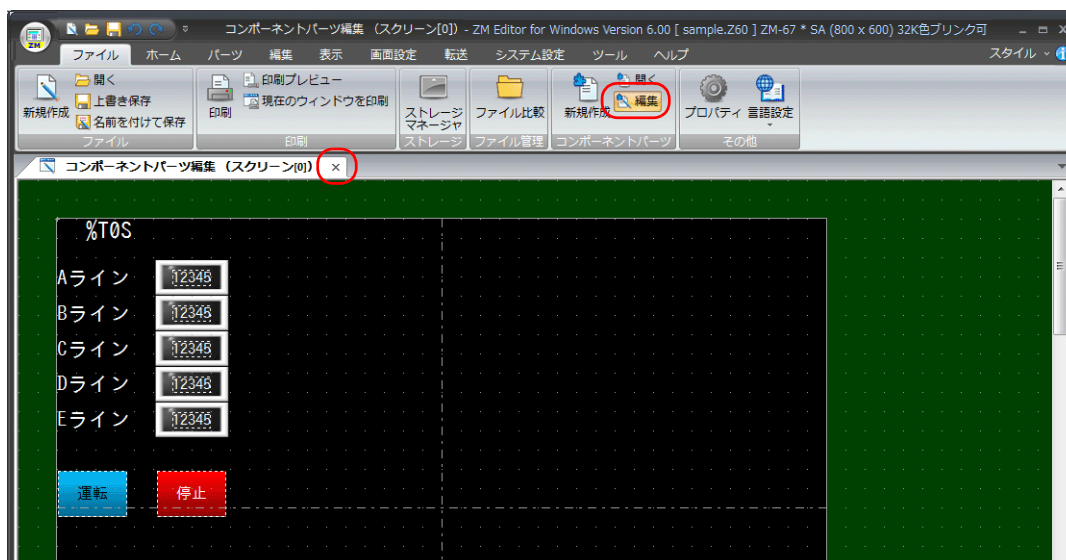 コンポーネントパーツ編集 (スクリーン[0]) - ZM Editor for Windows Version 6.00 [ sample.Z60 ] ZM-67 * SA (800 x 600) 32K色ブリンク可
ZM
ファイル ホーム パーツ 編集 表示 画面設定 転送 システム設定 ツール ヘルプ スタイル
新規作成
開く
上書き保存
名前を付けて保存
ファイル
印刷
印刷プレビュー
現在のウィンドウを印刷
印刷
ストレージ
マネージャ
ストレージ
ファイル比較
ファイル管理
新規作成
開く
編集
コンポーネントパーツ
プロパティ
言語設定
その他
コンポーネントパーツ編集 (スクリーン[0]) ×
%T0S
Aライン 12345
Bライン 12345
Cライン 12345
Dライン 12345
Eライン 12345
運転 停止